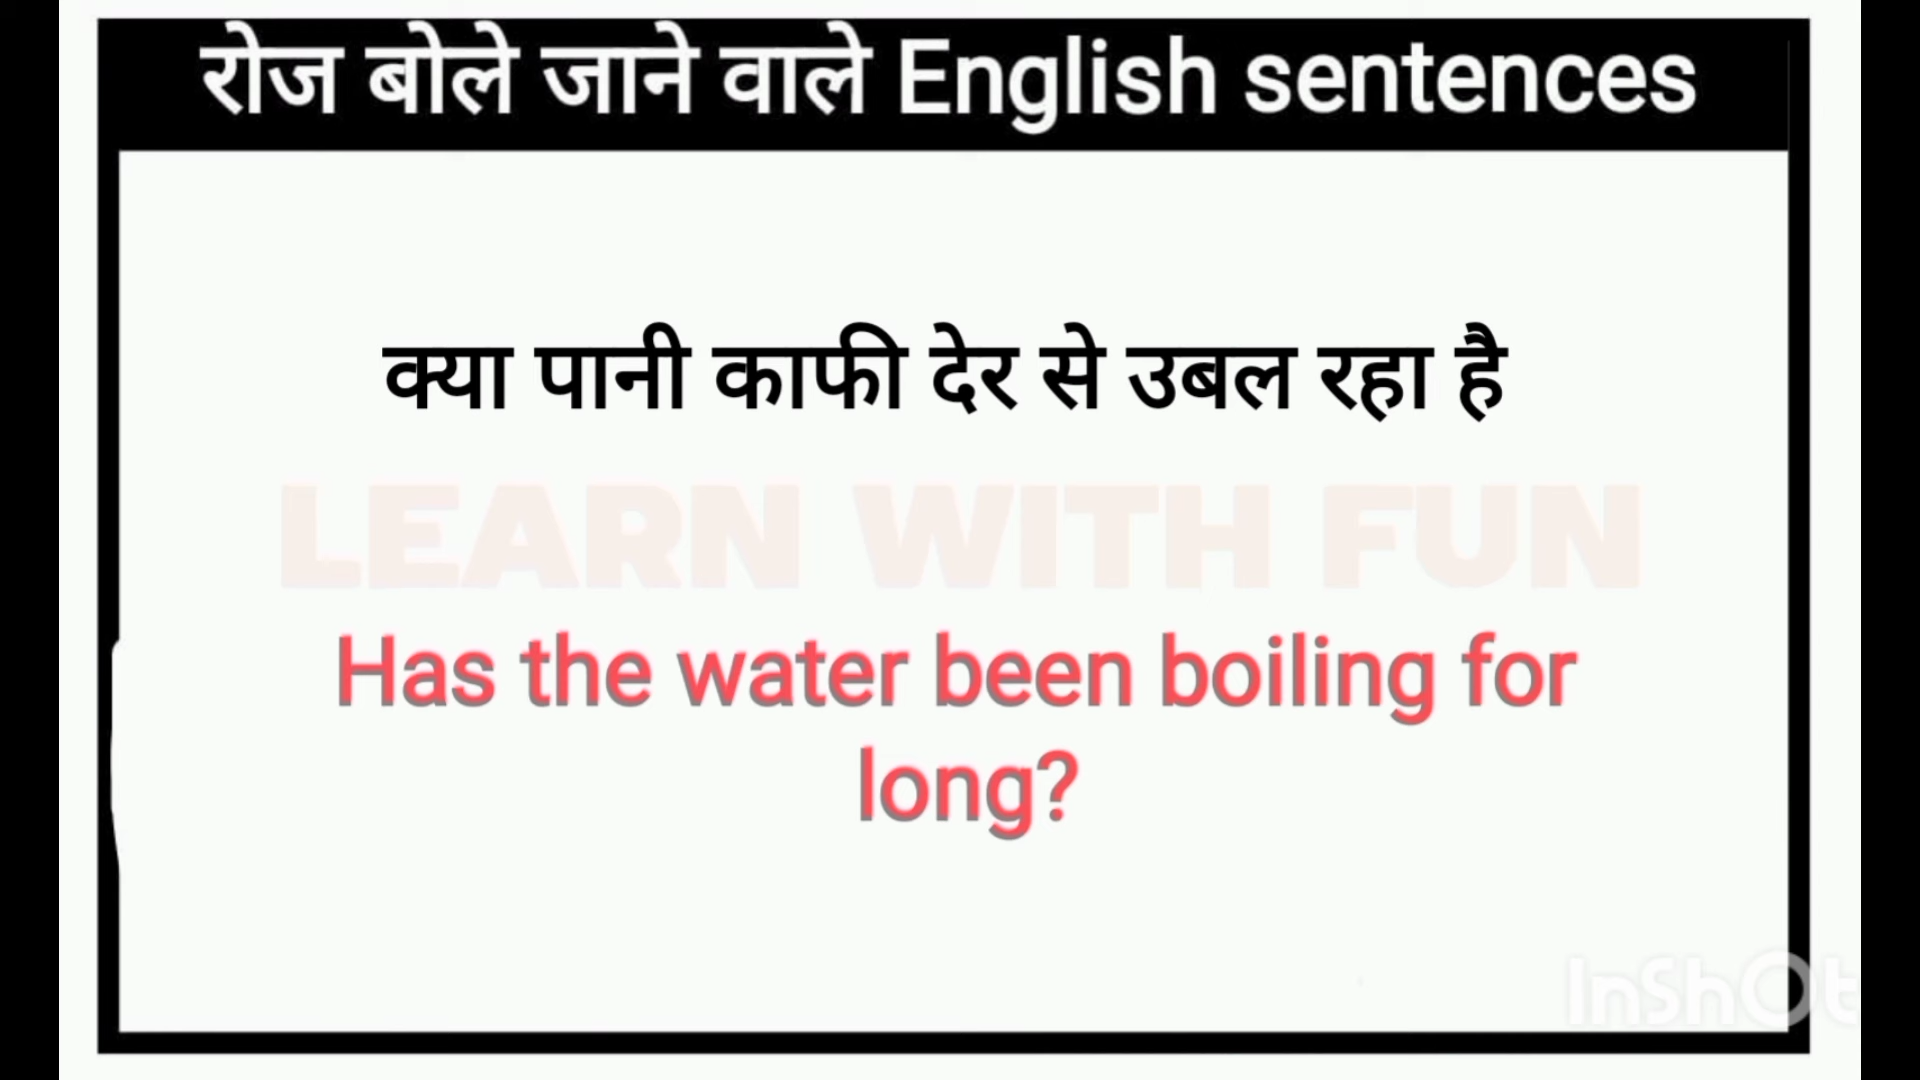 रोज बोले जाने वाले English sentences
क्या पानी काफी देर से उबल रहा है
LEARN WITH FUN
Has the water been boiling for
long?
InShOt